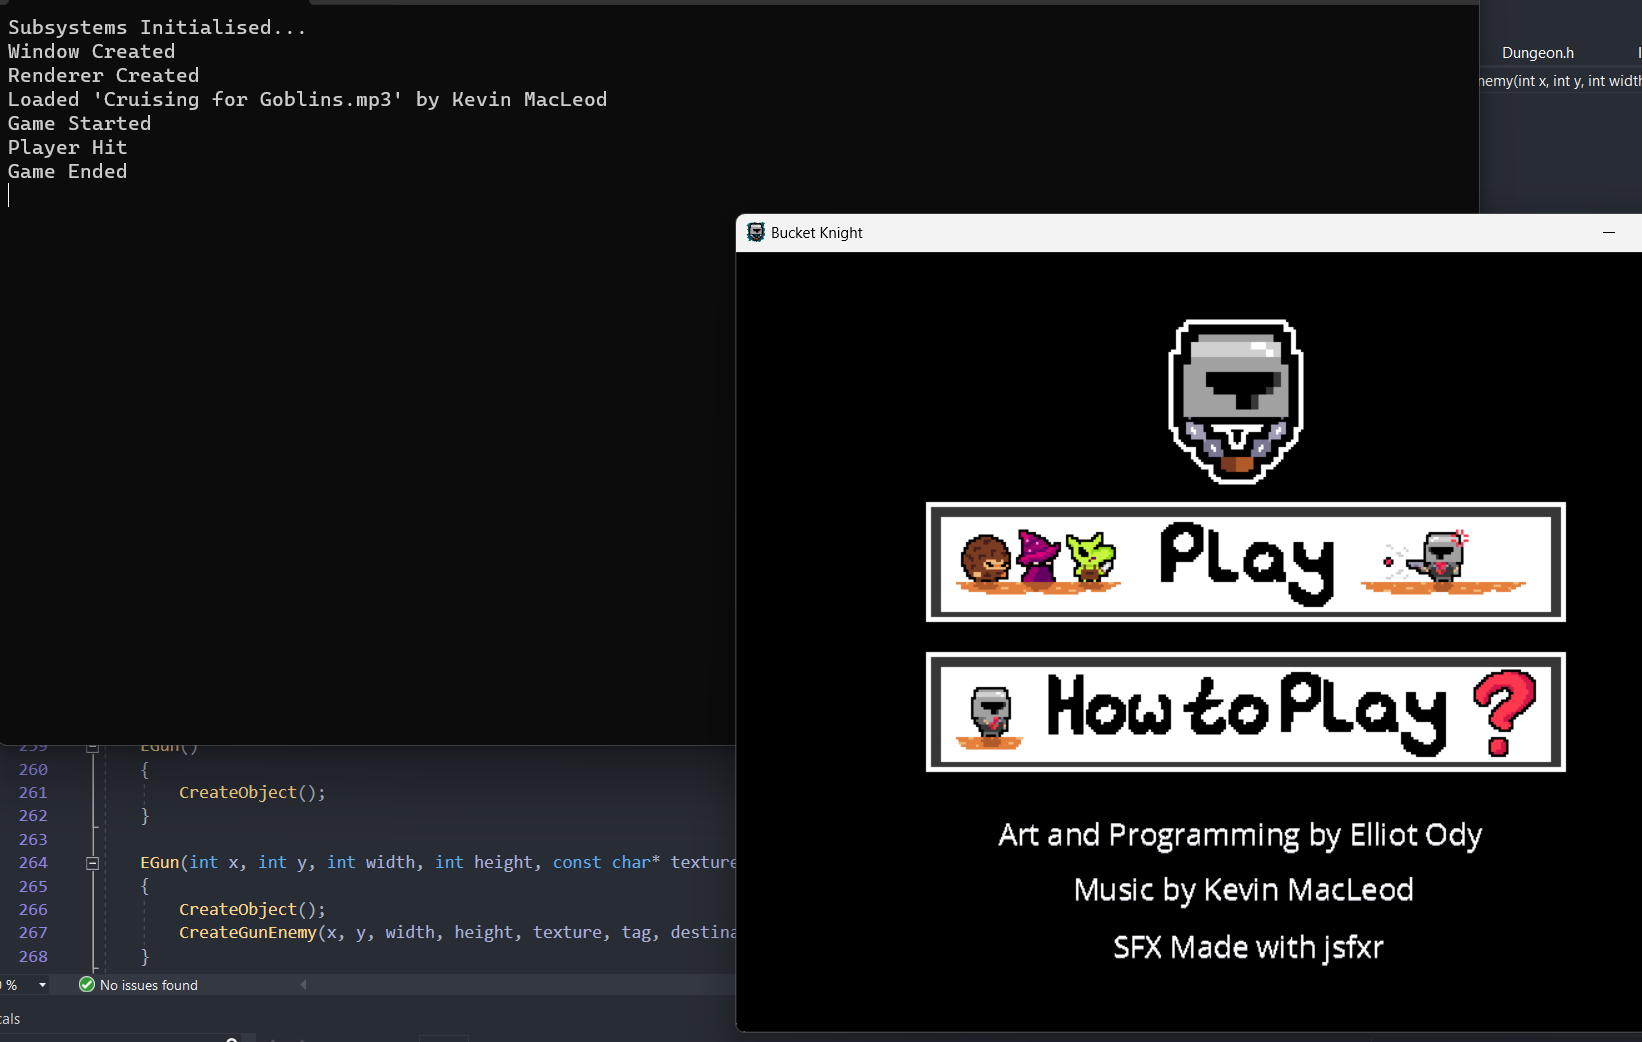 Subsystems Initialised...
Window Created
Renderer Created
Loaded 'Cruising for Goblins.mp3' by Kevin MacLeod
Game Started
Player Hit
Game Ended
Dungeon.h
nemy(int x, int y, int width
Bucket Knight
Play
How to Play ?
Art and Programming by Elliot Ody
Music by Kevin MacLeod
SFX Made with jsfxr
259 EGun()
260 {
261 CreateObject();
262 }
263
264 EGun(int x, int y, int width, int height, const char* texture
265 {
266 CreateObject();
267 CreateGunEnemy(x, y, width, height, texture, tag, destina
268 }
%
No issues found
cals